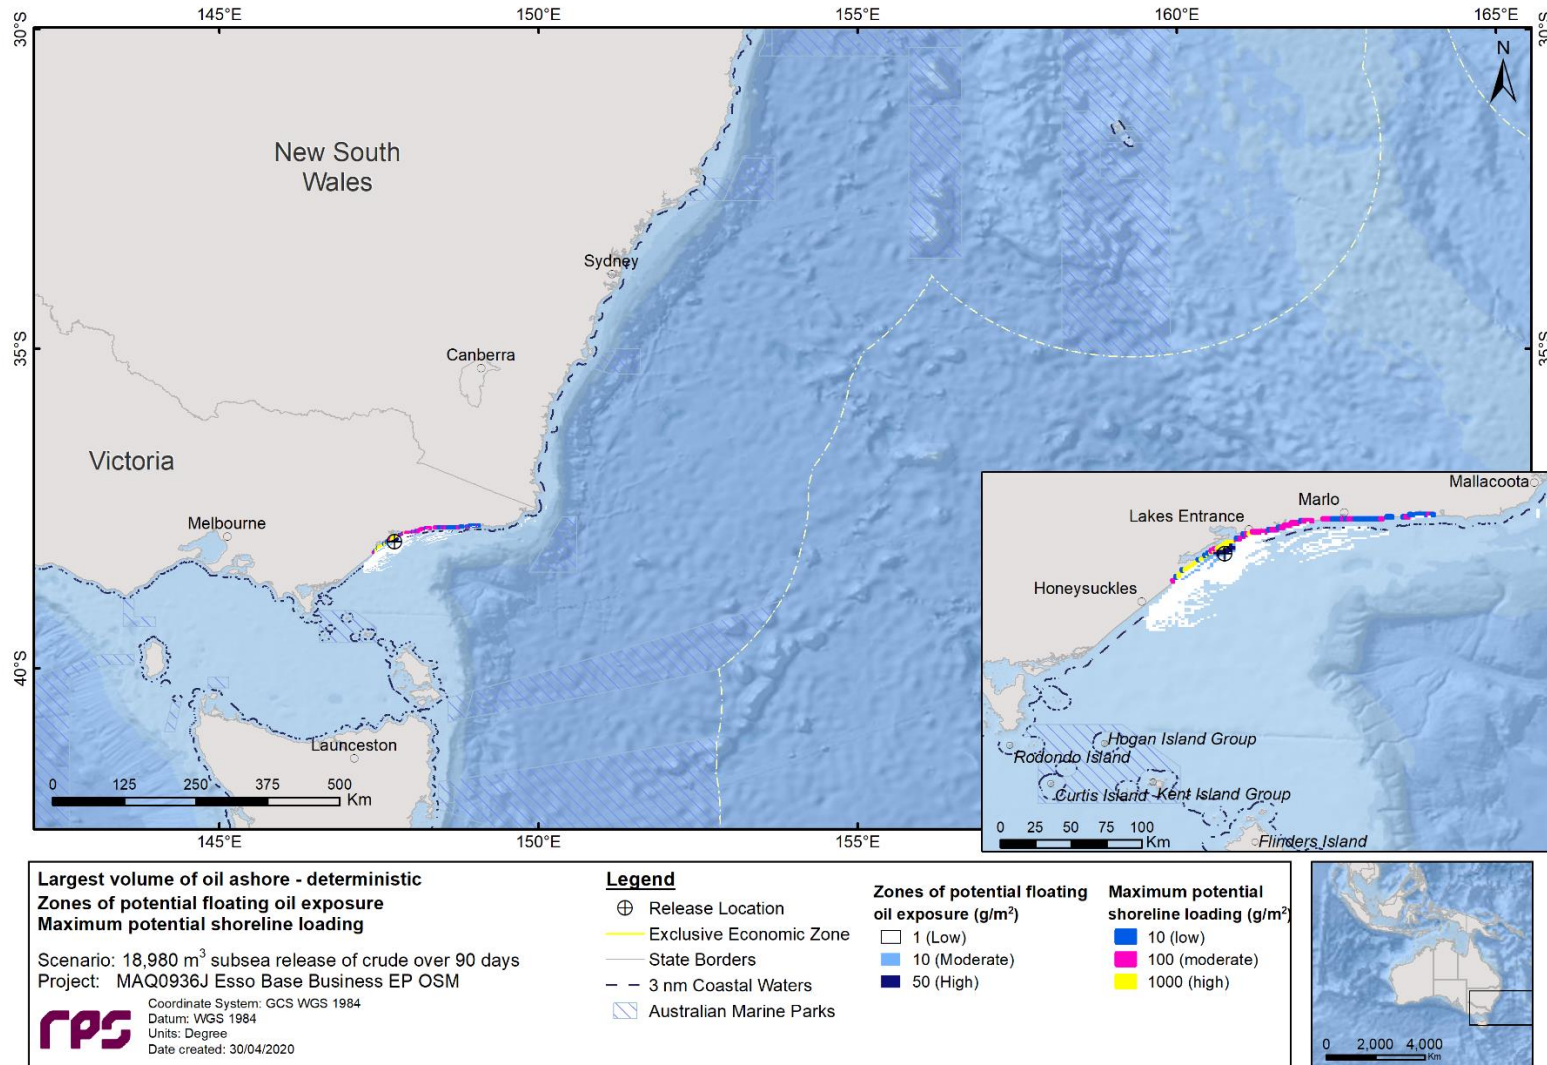 145°E
150°E
155°E
160°E
165°E
30°S
30°S
N
New South
Wales
Sydney
35°S
35°S
Canberra
Victoria
Melbourne
40°S
Launceston
0 125 250 375 500
Km
145°E
150°E
155°E
Mallacoota
Marlo
Lakes Entrance
Honeysuckles
Hogan Island Group
Rodondo Island
Curtis Island
Kent Island Group
Flinders Island
0 25 50 75 100
Km
Largest volume of oil ashore - deterministic
Zones of potential floating oil exposure
Maximum potential shoreline loading
Scenario: 18,980 m³ subsea release of crude over 90 days
Project: MAQ0936J Esso Base Business EP OSM
rps
Coordinate System: GCS WGS 1984
Datum: WGS 1984
Units: Degree
Date created: 30/04/2020
Legend
Release Location
Exclusive Economic Zone
State Borders
3 nm Coastal Waters
Australian Marine Parks
Zones of potential floating
oil exposure (g/m²)
1 (Low)
10 (Moderate)
50 (High)
Maximum potential
shoreline loading (g/m²)
10 (low)
100 (moderate)
1000 (high)
0 2,000 4,000
Km